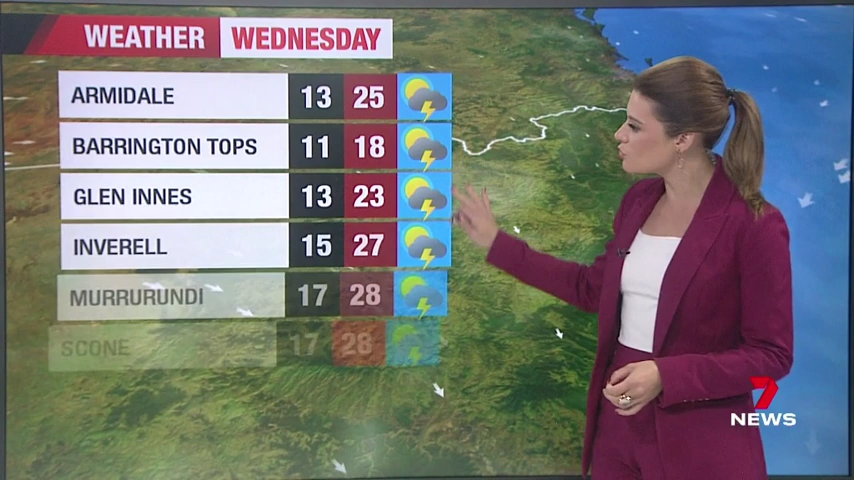 WEATHER WEDNESDAY
ARMIDALE 13 25
BARRINGTON TOPS 11 18
GLEN INNES 13 23
INVERELL 15 27
MURRURUNDI 17 28
SCONE 17 28
7
NEWS